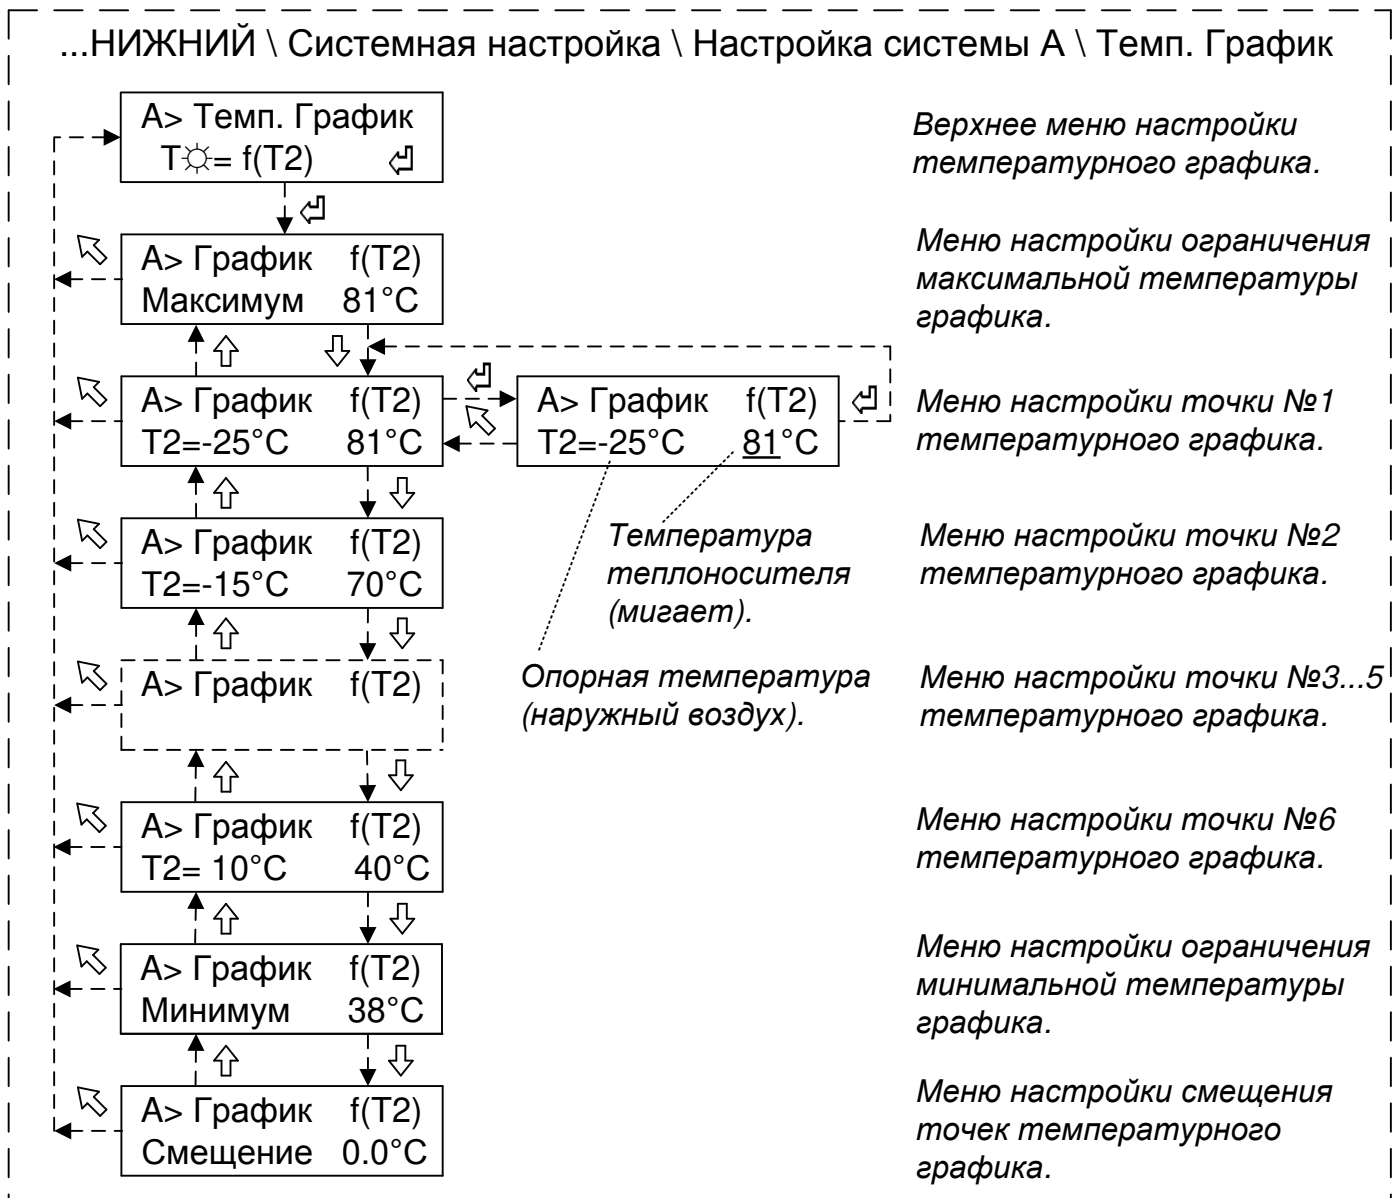 ...НИЖНИЙ \ Системная настройка \ Настройка системы А \ Темп. График
А> Темп. График
Т☼= f(T2)
Верхнее меню настройки
температурного графика.
А> График f(T2)
Максимум 81°C
Меню настройки ограничения
максимальной температуры
графика.
А> График f(T2)
T2=-25°C 81°C
А> График f(T2)
T2=-25°C 81°C
Меню настройки точки №1
температурного графика.
А> График f(T2)
T2=-15°C 70°C
Температура
теплоносителя
(мигает).
Меню настройки точки №2
температурного графика.
А> График f(T2)
Опорная температура
(наружный воздух).
Меню настройки точки №3...5
температурного графика.
А> График f(T2)
T2= 10°C 40°C
Меню настройки точки №6
температурного графика.
А> График f(T2)
Минимум 38°C
Меню настройки ограничения
минимальной температуры
графика.
А> График f(T2)
Смещение 0.0°C
Меню настройки смещения
точек температурного
графика.